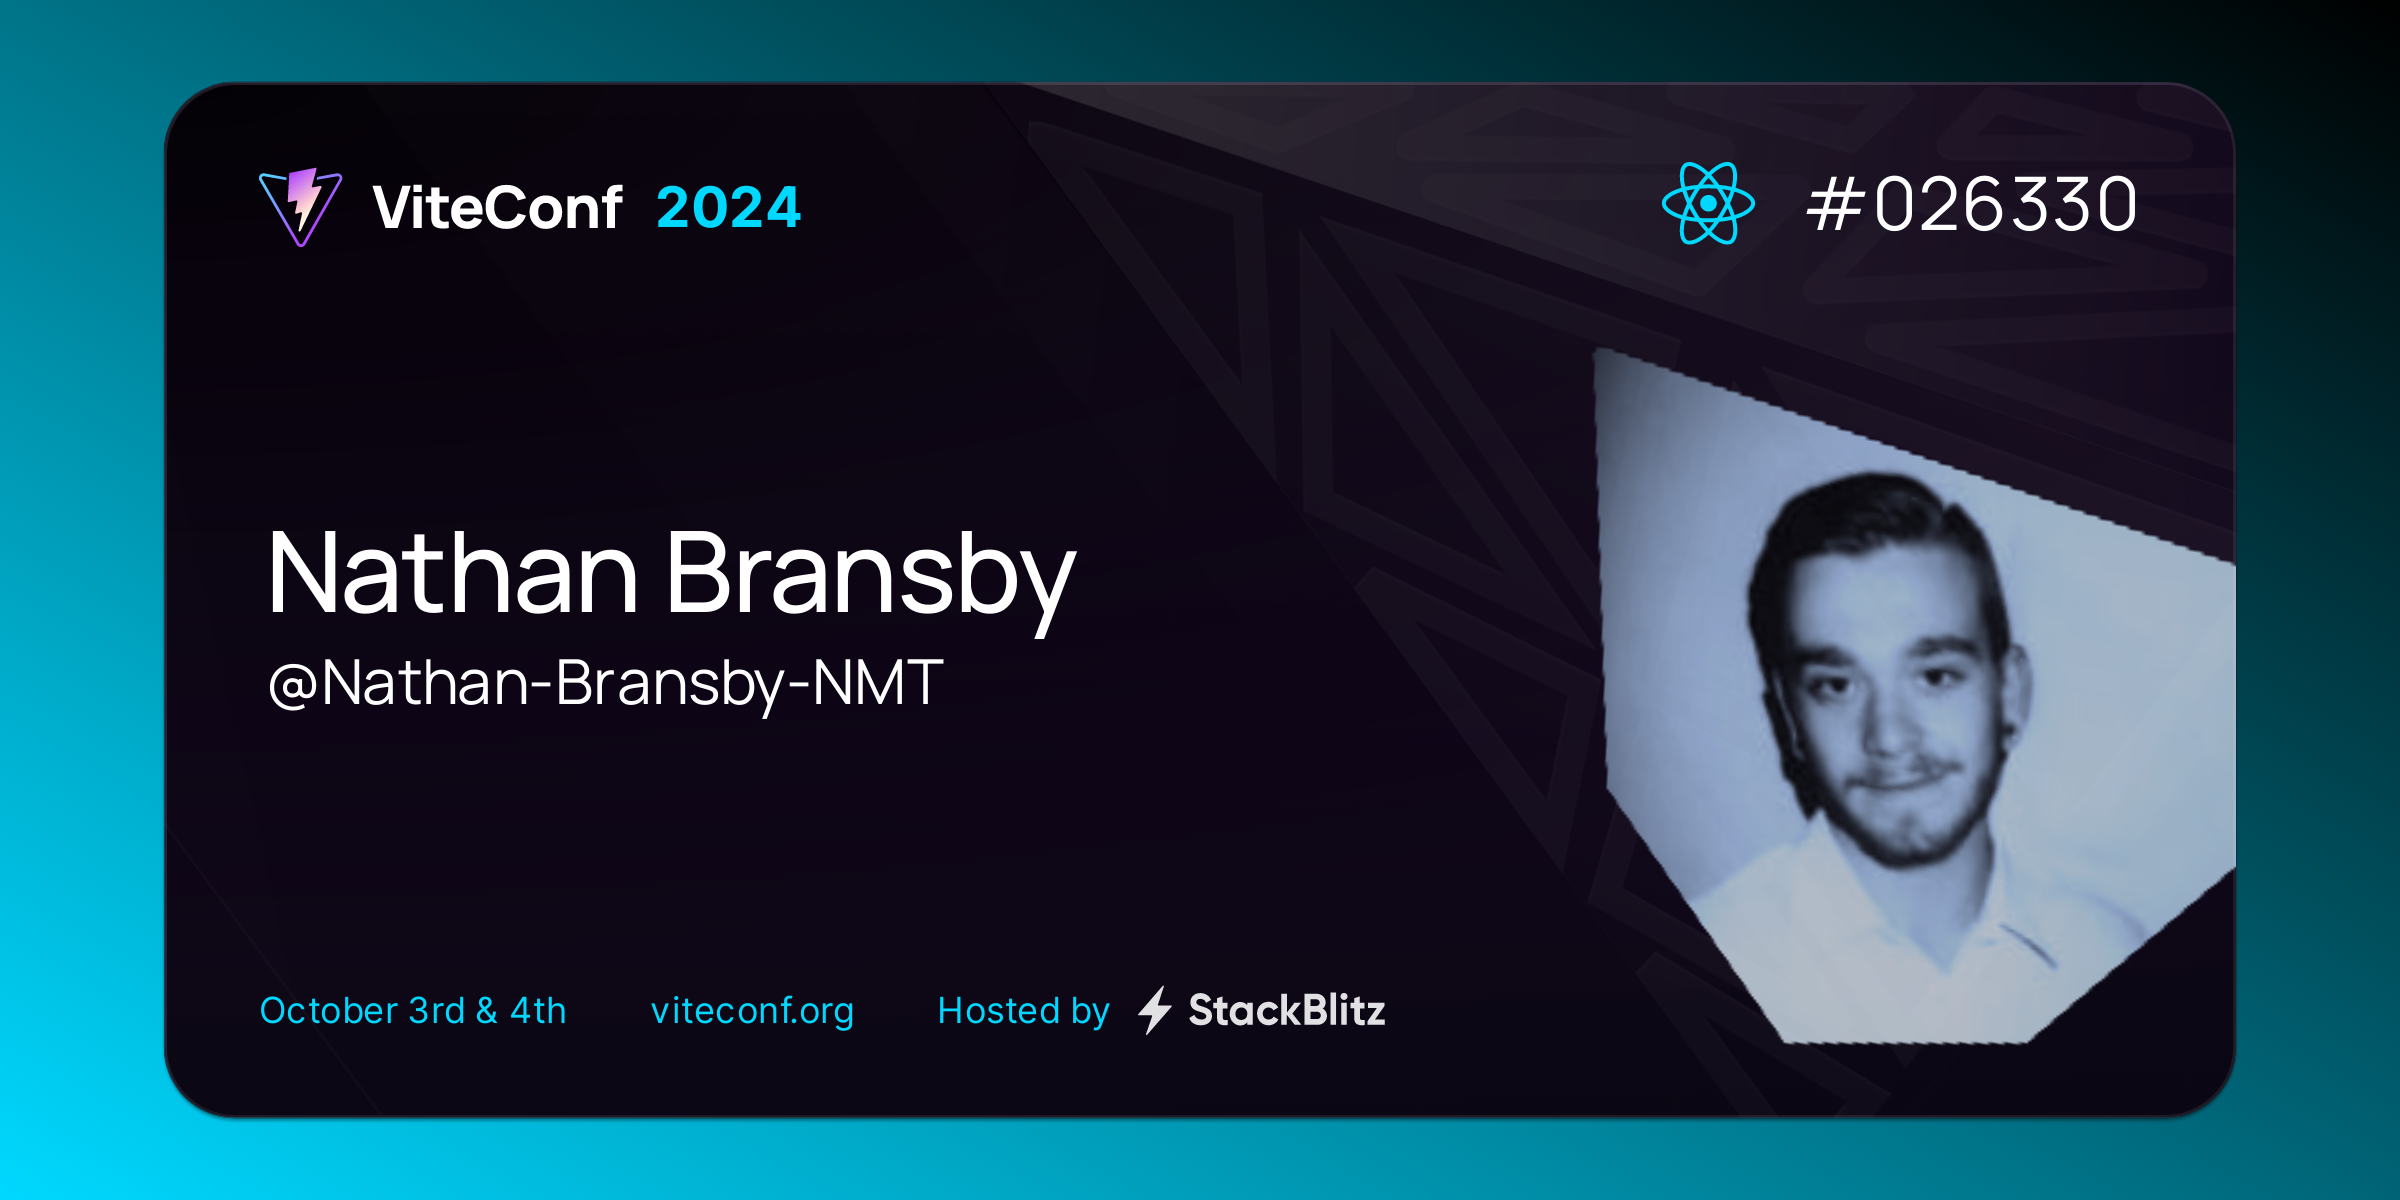 ViteConf 2024
#026330
Nathan Bransby
@Nathan-Bransby-NMT
October 3rd & 4th
viteconf.org
Hosted by StackBlitz